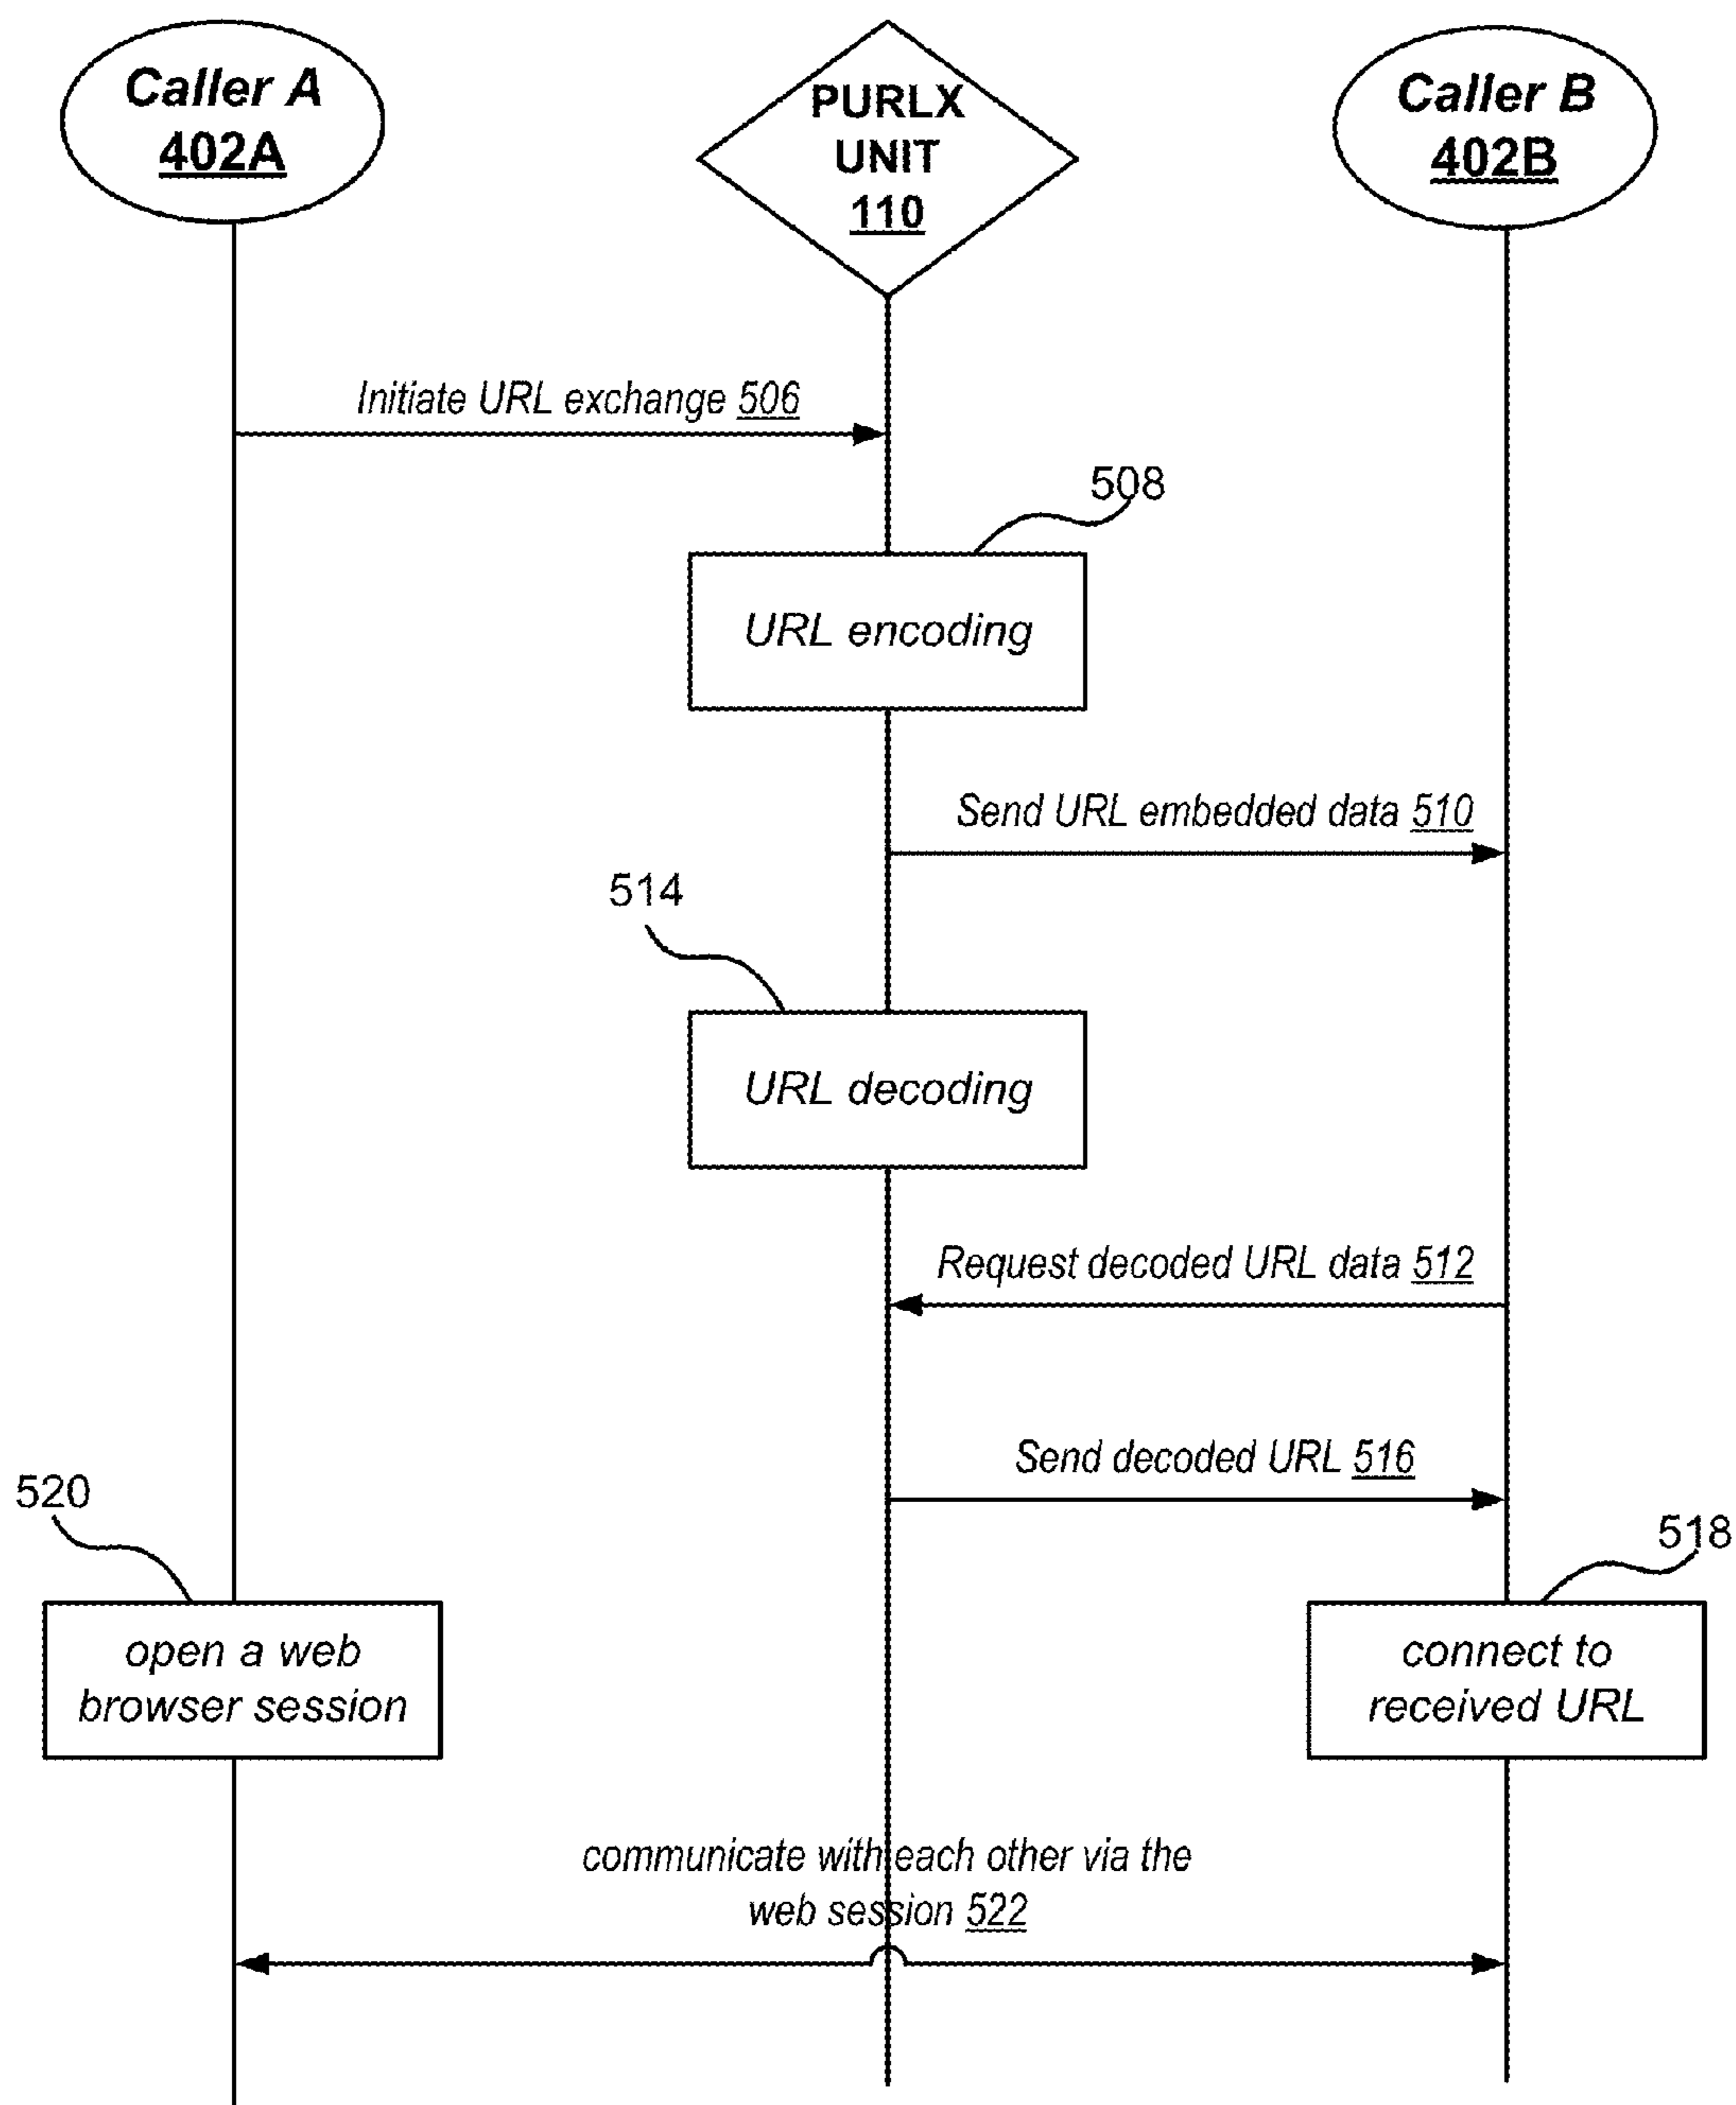 Caller A
402A
PURLX
UNIT
110
Caller B
402B
Initiate URL exchange 506
508
URL encoding
Send URL embedded data 510
514
URL decoding
Request decoded URL data 512
Send decoded URL 516
520
518
open a web
browser session
connect to
received URL
communicate with each other via the
web session 522